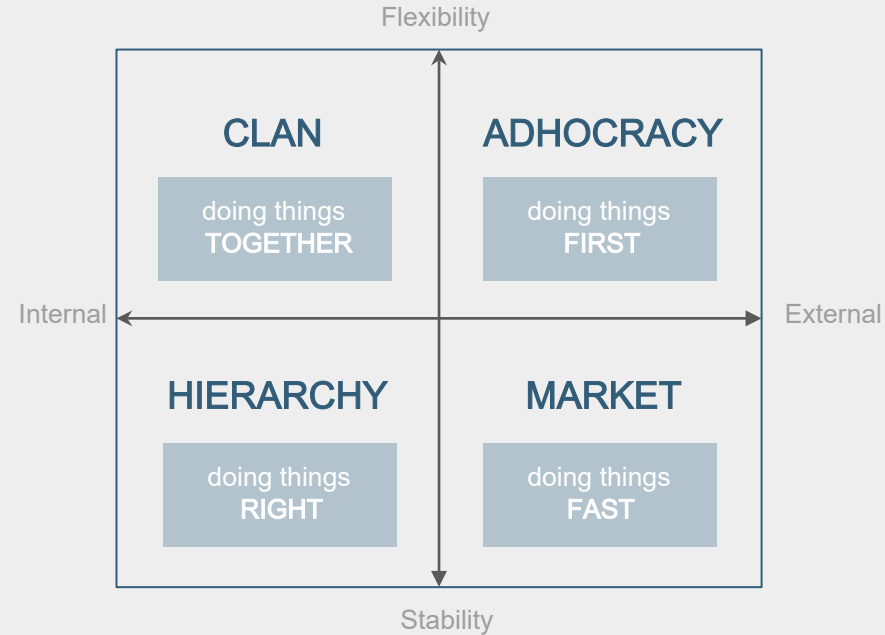 Flexibility
CLAN
doing things
TOGETHER
ADHOCRACY
doing things
FIRST
Internal
External
HIERARCHY
doing things
RIGHT
MARKET
doing things
FAST
Stability